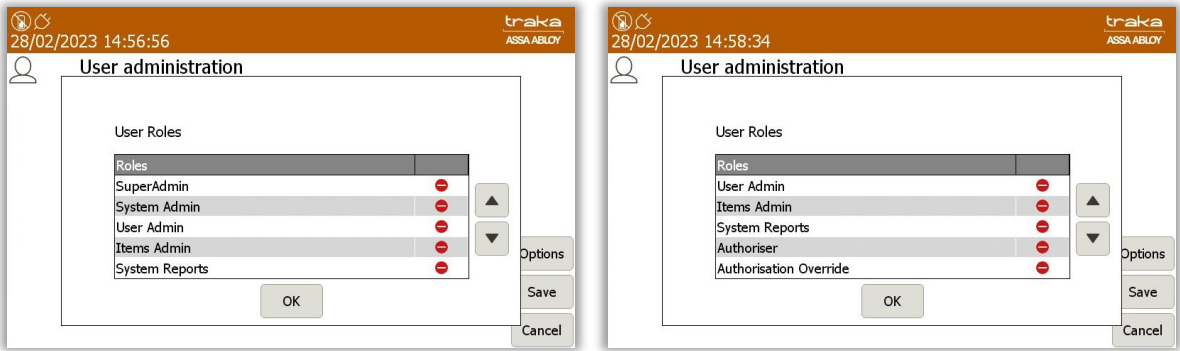 traka
28/02/2023 14:56:56
ASSA ABLOY
User administration
User Roles
Roles
SuperAdmin
System Admin
User Admin
Items Admin
System Reports
OK
Options
Save
Cancel
traka
28/02/2023 14:58:34
ASSA ABLOY
User administration
User Roles
Roles
User Admin
Items Admin
System Reports
Authoriser
Authorisation Override
OK
Options
Save
Cancel